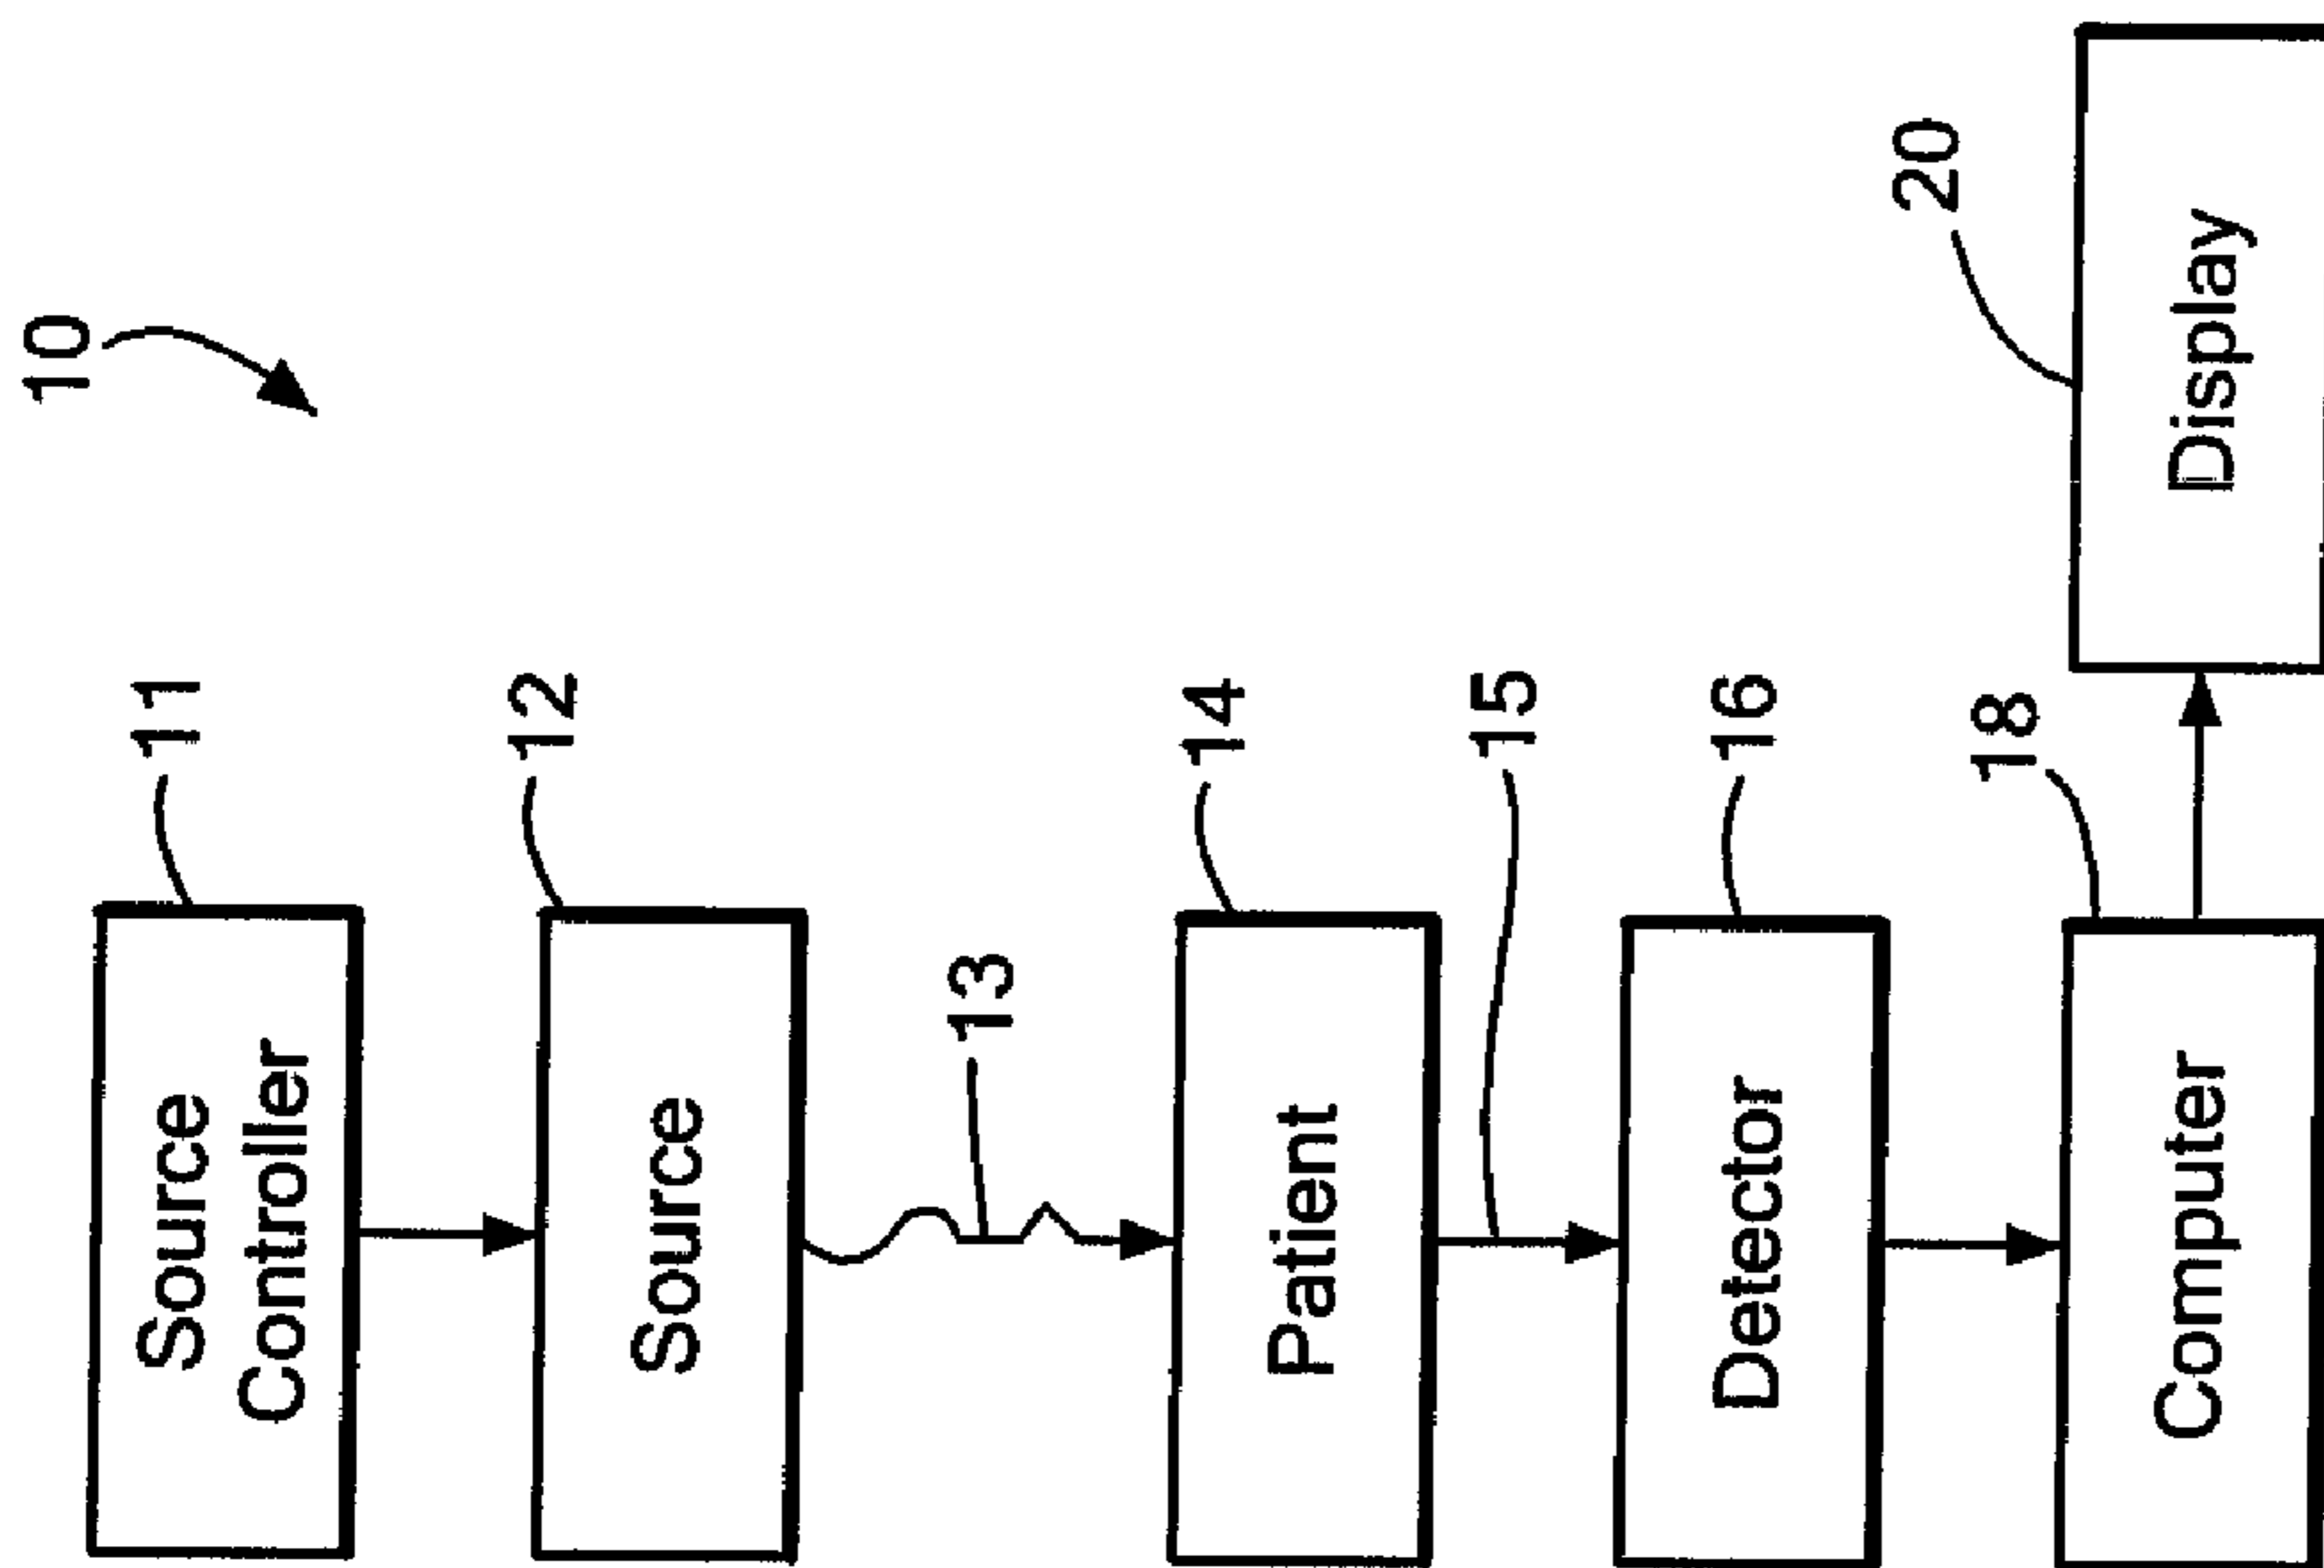 10
11
Source
Controller
12
Source
13
14
Patient
15
16
Detector
18
Computer
20
Display